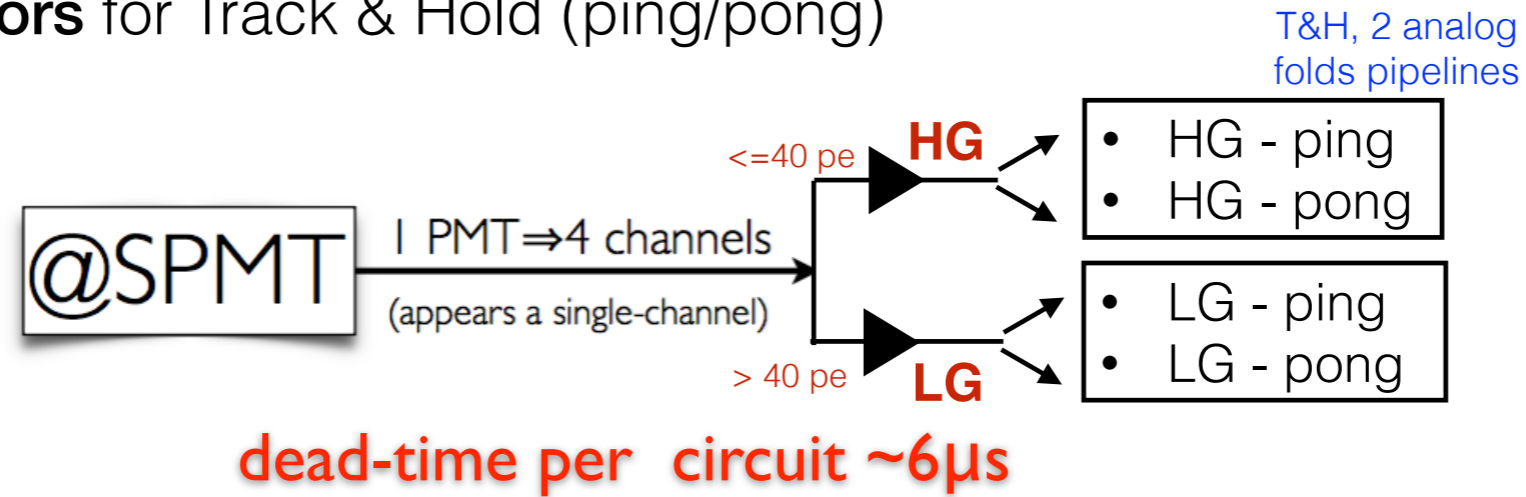 ors for Track & Hold (ping/pong)
T&H, 2 analog
folds pipelines
@SPMT
1 PMT⇒4 channels
(appears a single-channel)
<=40 pe
HG
• HG - ping
• HG - pong
> 40 pe
LG
• LG - ping
• LG - pong
dead-time per circuit ~6μs